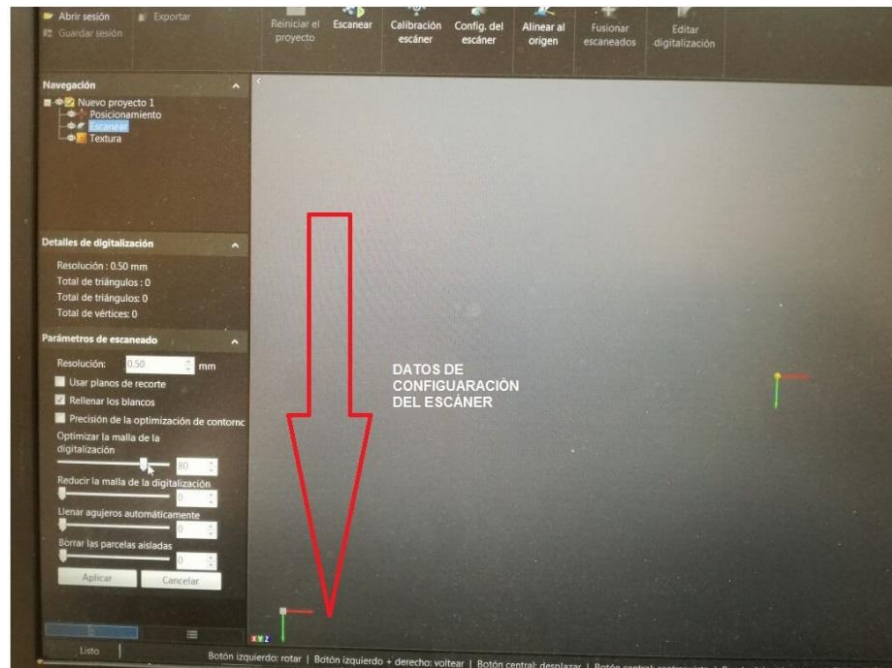 Abrir sesión
Exportar
Guardar sesión
Reiniciar el
proyecto
Escanear
Calibración
escáner
Config. del
escáner
Alinear al
origen
Fusionar
escaneados
Editar
digitalización
Navegación
Nuevo proyecto 1
Posicionamiento
Escanear
Textura
Detalles de digitalización
Resolución : 0.50 mm
Total de triángulos : 0
Total de triángulos: 0
Total de vértices: 0
Parámetros de escaneado
Resolución: 0.50 mm
Usar planos de recorte
Rellenar los blancos
Precisión de la optimización de contorno
Optimizar la malla de la
digitalización
80
Reducir la malla de la digitalización
0
Llenar agujeros automáticamente
0
Borrar las parcelas aisladas
0
Aplicar
Cancelar
DATOS DE
CONFIGUARACIÓN
DEL ESCÁNER
X Y Z
Listo
Botón izquierdo: rotar | Botón izquierdo + derecho: voltear | Botón central: desplazar |